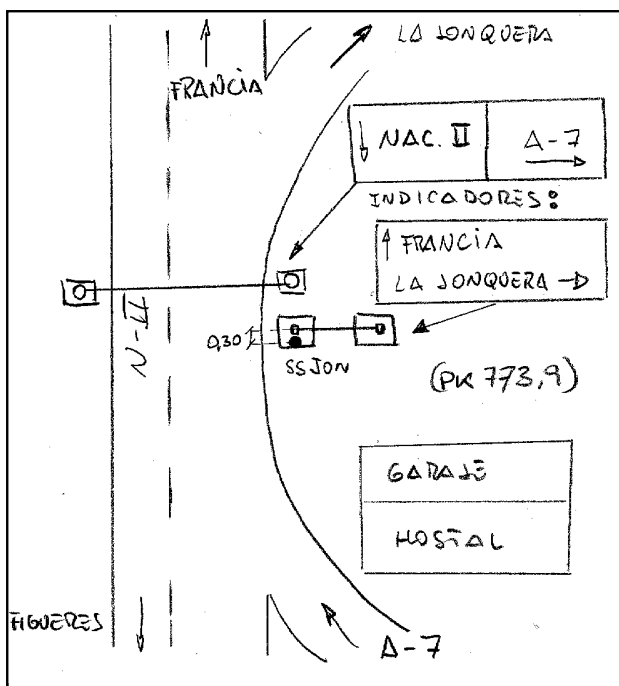 LA JONQUERA
FRANCIA
↓ NAC. II
A-7 →
INDICADORES:
↑ FRANCIA
LA JONQUERA →
N-II
0,30
SSJON
(PK 773,9)
GARAJE
HOSTAL
FIGUERES
A-7